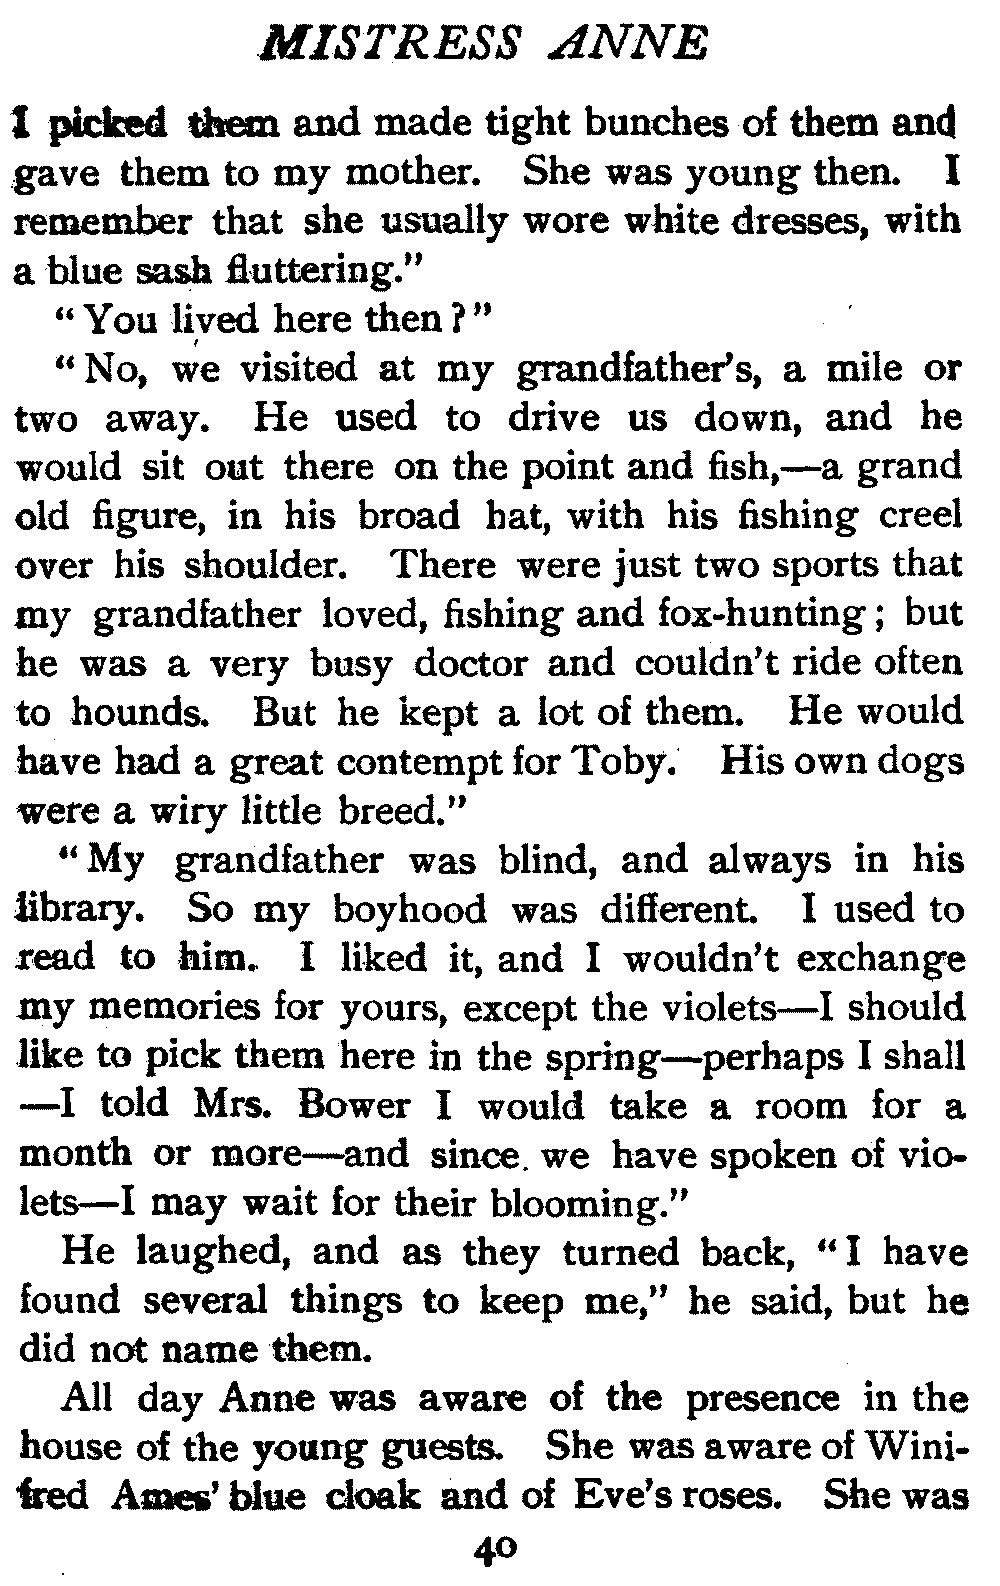 MISTRESS ANNE
I picked them and made tight bunches of them and
gave them to my mother. She was young then. I
remember that she usually wore white dresses, with
a blue sash fluttering."
"You lived here then?"
"No, we visited at my grandfather's, a mile or
two away. He used to drive us down, and he
would sit out there on the point and fish,—a grand
old figure, in his broad hat, with his fishing creel
over his shoulder. There were just two sports that
my grandfather loved, fishing and fox-hunting; but
he was a very busy doctor and couldn't ride often
to hounds. But he kept a lot of them. He would
have had a great contempt for Toby. His own dogs
were a wiry little breed."
"My grandfather was blind, and always in his
library. So my boyhood was different. I used to
read to him. I liked it, and I wouldn't exchange
my memories for yours, except the violets—I should
like to pick them here in the spring—perhaps I shall
—I told Mrs. Bower I would take a room for a
month or more—and since we have spoken of vio-
lets—I may wait for their blooming."
He laughed, and as they turned back, "I have
found several things to keep me," he said, but he
did not name them.
All day Anne was aware of the presence in the
house of the young guests. She was aware of Wini-
fred Ames' blue cloak and of Eve's roses. She was
40